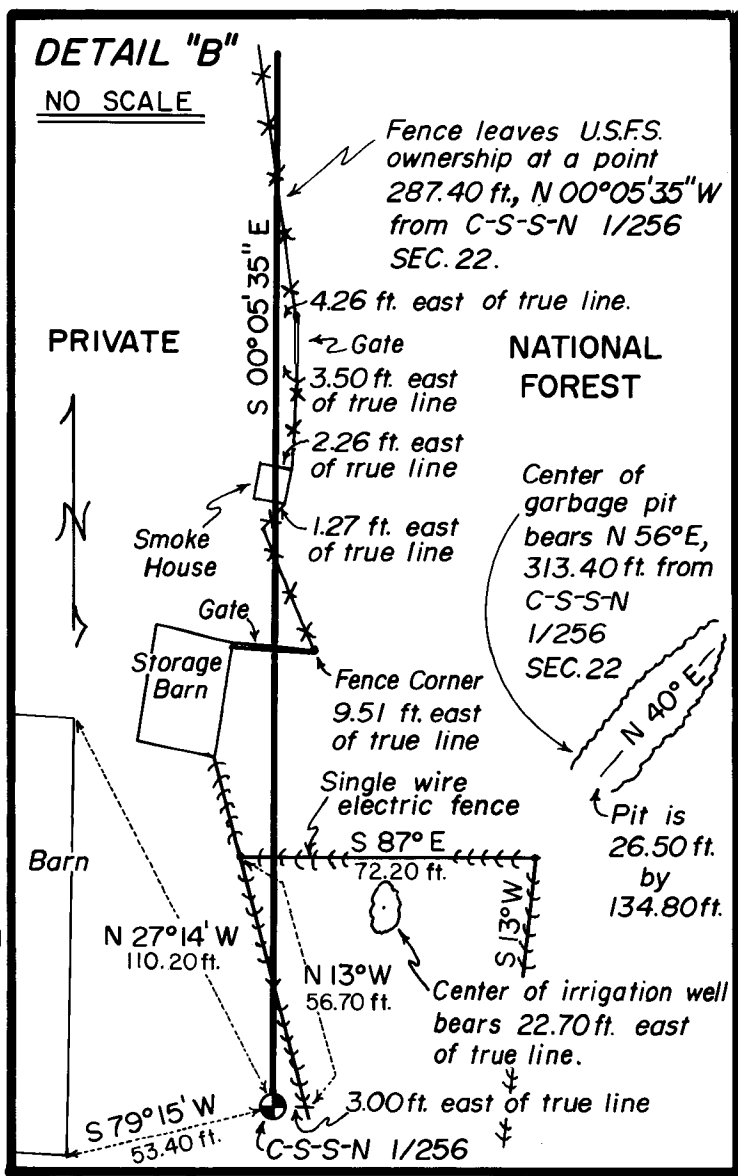 DETAIL "B"
NO SCALE
Fence leaves U.S.F.S.
ownership at a point
287.40 ft., N 00°05'35" W
from C-S-S-N 1/256
SEC. 22.
S 00°05'35" E
4.26 ft. east of true line.
PRIVATE
Gate
NATIONAL
FOREST
3.50 ft. east
of true line
2.26 ft. east
of true line
N
Smoke
House
1.27 ft. east
of true line
Center of
garbage pit
bears N 56° E,
313.40 ft. from
C-S-S-N
1/256
SEC. 22
Gate
Storage
Barn
Fence Corner
9.51 ft. east
of true line
N 40° E
Pit is
26.50 ft.
by
134.80 ft.
Single wire
electric fence
S 87° E
72.20 ft.
Barn
S 13° W
N 27°14' W
110.20 ft.
N 13° W
56.70 ft.
Center of irrigation well
bears 22.70 ft. east
of true line.
S 79°15' W
53.40 ft.
3.00 ft. east of true line
C-S-S-N 1/256